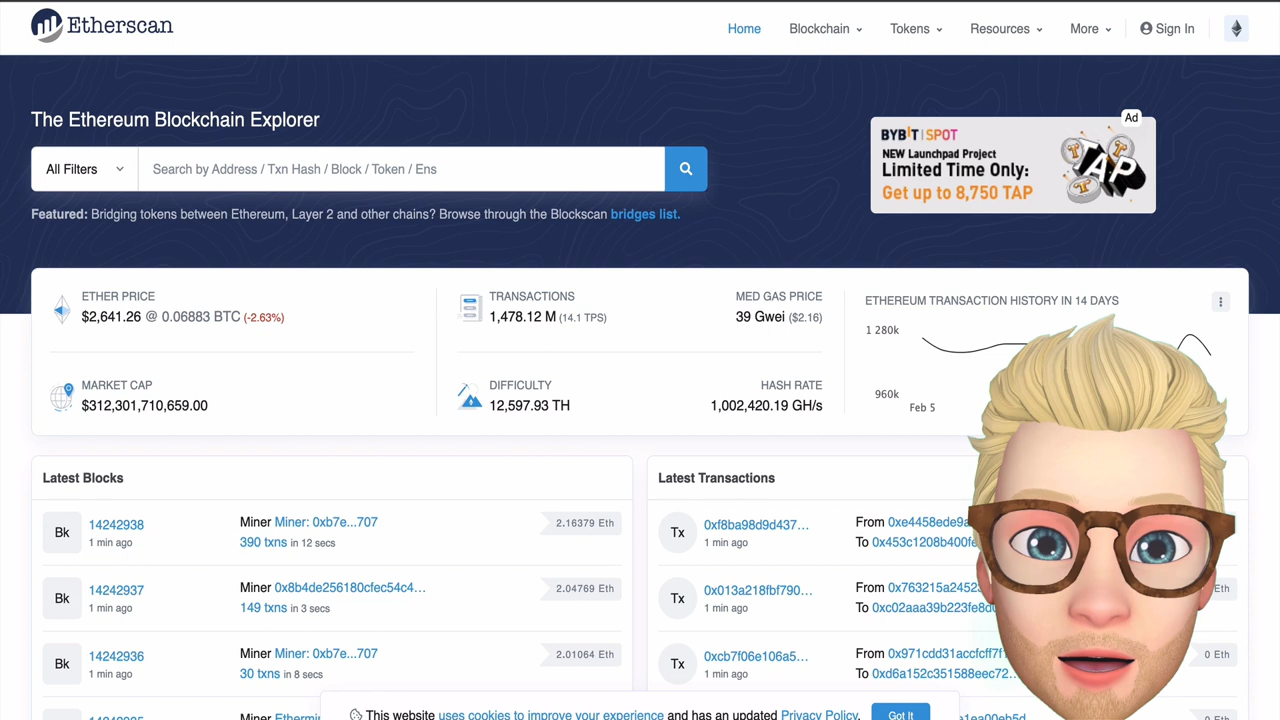 Etherscan
Home
Blockchain
Tokens
Resources
More
Sign In
The Ethereum Blockchain Explorer
All Filters
Search by Address / Txn Hash / Block / Token / Ens
Featured: Bridging tokens between Ethereum, Layer 2 and other chains? Browse through the Blockscan bridges list.
Ad
BYBIT | SPOT
NEW Launchpad Project
Limited Time Only:
Get up to 8,750 TAP
TAP
ETHER PRICE
$2,641.26 @ 0.06883 BTC (-2.63%)
MARKET CAP
$312,301,710,659.00
TRANSACTIONS
1,478.12 M (14.1 TPS)
MED GAS PRICE
39 Gwei ($2.16)
DIFFICULTY
12,597.93 TH
HASH RATE
1,002,420.19 GH/s
ETHEREUM TRANSACTION HISTORY IN 14 DAYS
1 280k
960k
Feb 5
Latest Blocks
Bk
14242938
1 min ago
Miner Miner: 0xb7e...707
390 txns in 12 secs
2.16379 Eth
Bk
14242937
1 min ago
Miner 0x8b4de256180cfec54c4...
149 txns in 3 secs
2.04769 Eth
Bk
14242936
1 min ago
Miner Miner: 0xb7e...707
30 txns in 8 secs
2.01064 Eth
Latest Transactions
Tx
0xf8ba98d9d437...
1 min ago
From 0xe4458ede9a
To 0x453c1208b400fe
Tx
0x013a218fbf790...
1 min ago
From 0x763215a2452
To 0xc02aaa39b223fe8d
Eth
Tx
0xcb7f06e106a5...
1 min ago
From 0x971cdd31accfcff7f
To 0xd6a152c351588eec72...
0 Eth
This website uses cookies to improve your experience and has an updated Privacy Policy.
Got It